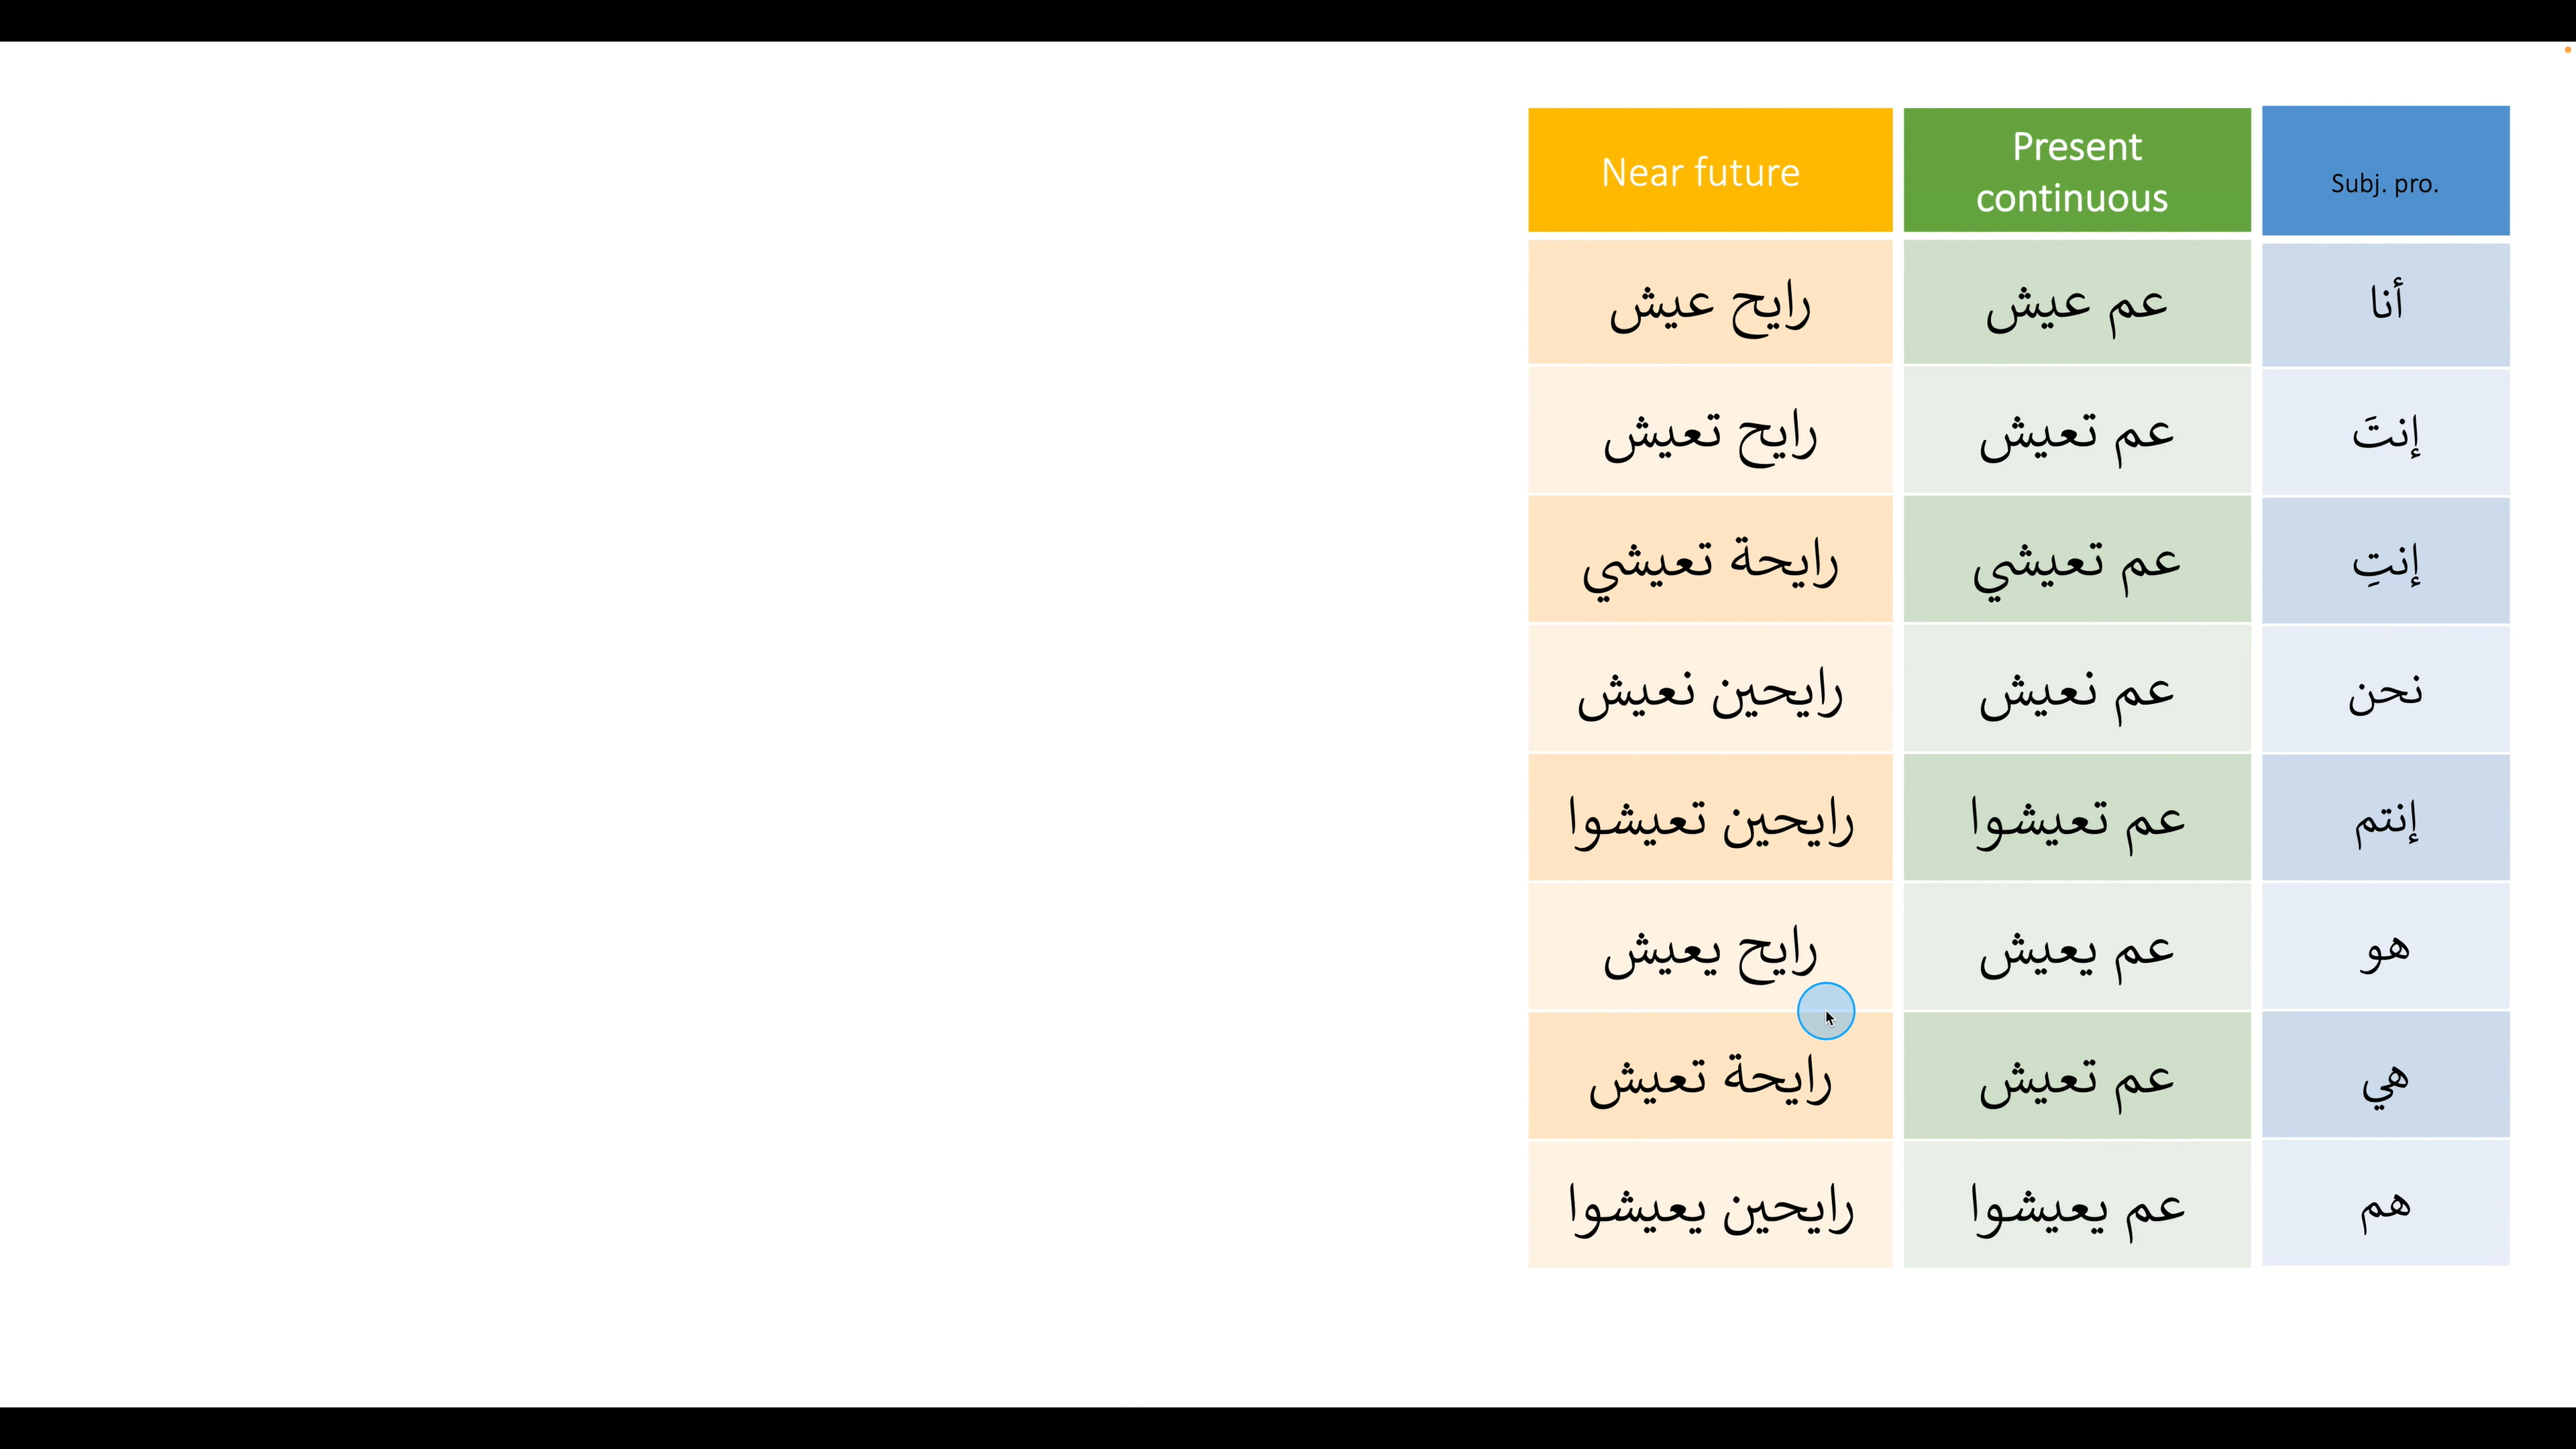 Subj. pro.
Present
continuous
Near future
أنا
عم عيش
رايح عيش
إنتَ
عم تعيش
رايح تعيش
إنتِ
عم تعيشي
رايحة تعيشي
نحن
عم نعيش
رايحين نعيش
إنتم
عم تعيشوا
رايحين تعيشوا
هو
عم يعيش
رايح يعيش
هي
عم تعيش
رايحة تعيش
هم
عم يعيشوا
رايحين يعيشوا